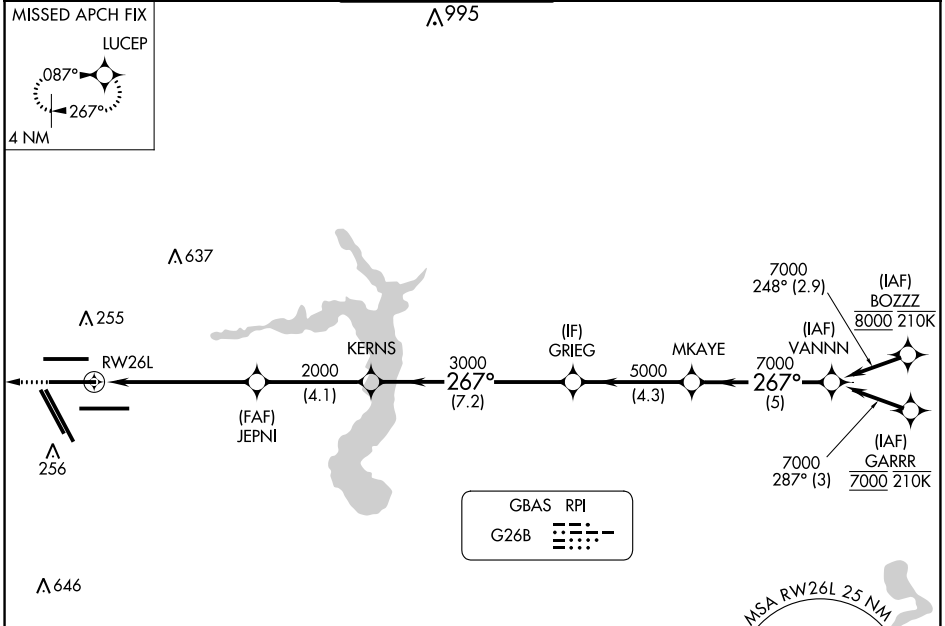 MISSED APCH FIX
LUCEP
087°
267°
4 NM
995
637
255
RW26L
256
646
(FAF)
JEPNI
2000
(4.1)
KERNS
3000
267°
(7.2)
(IF)
GRIEG
5000
(4.3)
MKAYE
7000
267°
(5)
(IAF)
VANNN
7000
248° (2.9)
(IAF)
BOZZZ
8000 210K
7000
287° (3)
(IAF)
GARRR
7000 210K
GBAS RPI
G26B
MSA RW26L 25 NM